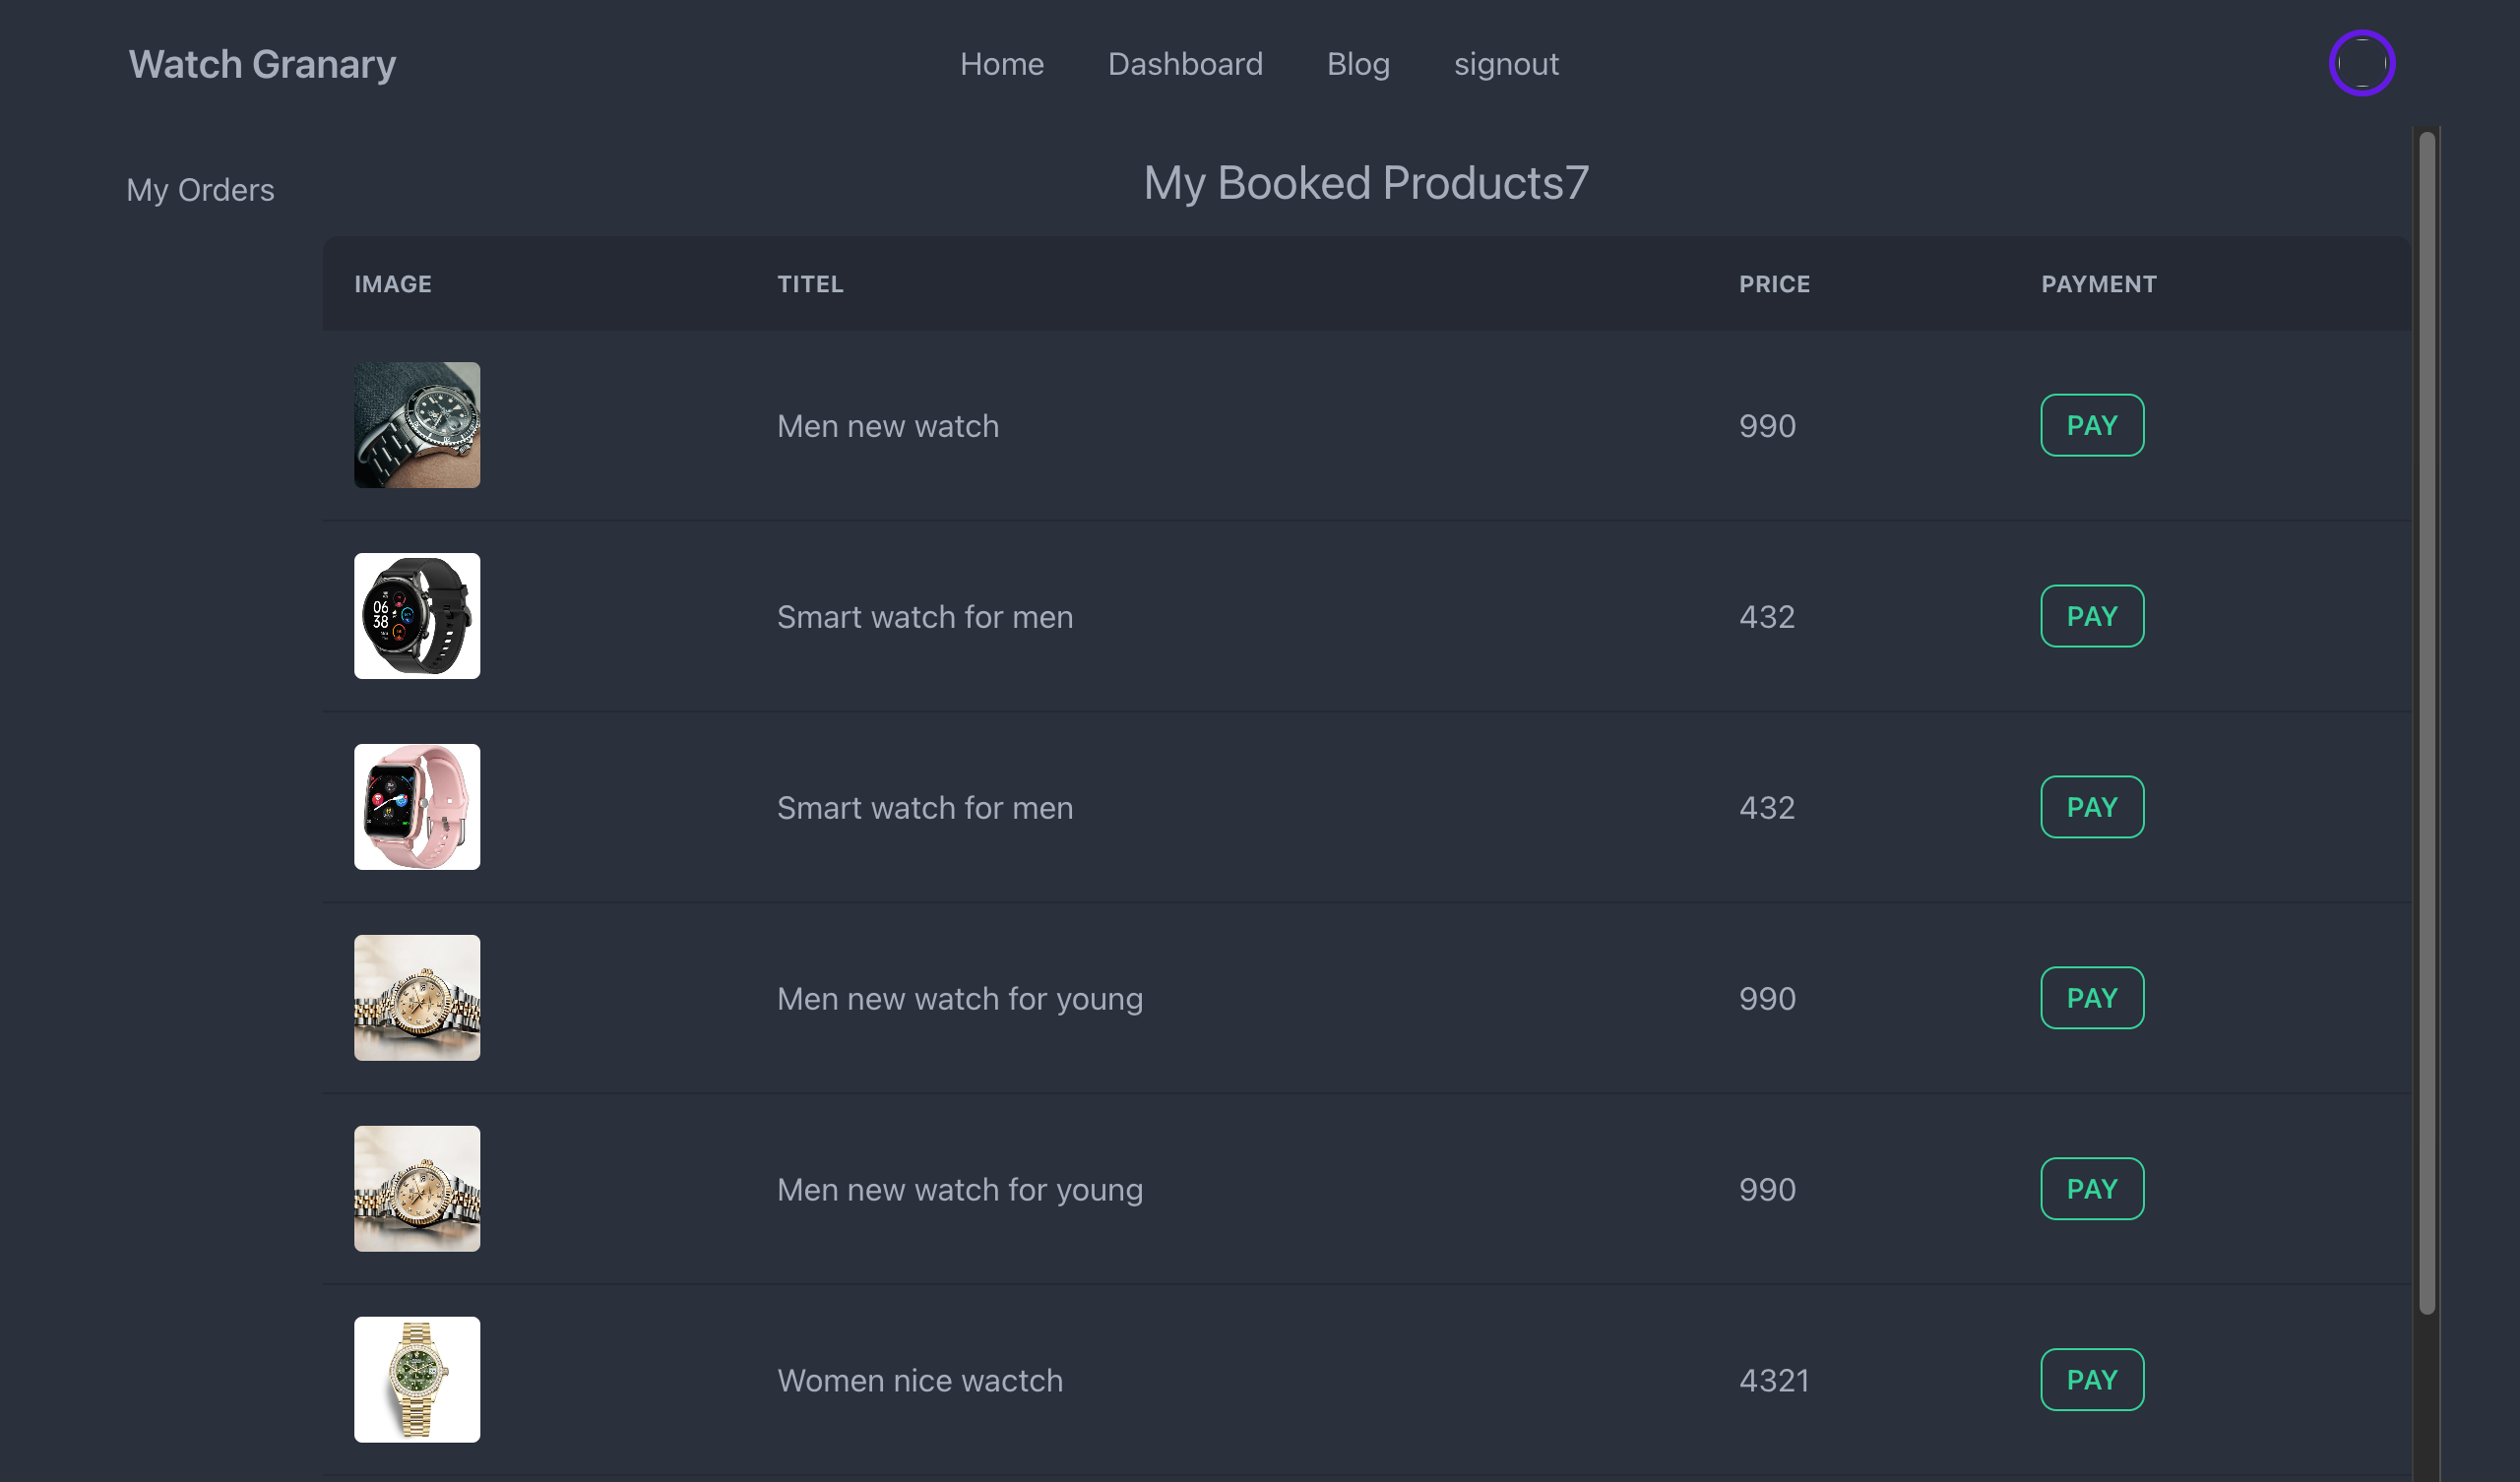 Watch Granary
Home Dashboard Blog signout
My Orders
My Booked Products7
IMAGE TITEL PRICE PAYMENT
Men new watch 990 PAY
06
38
Smart watch for men 432 PAY
Smart watch for men 432 PAY
Men new watch for young 990 PAY
Men new watch for young 990 PAY
Women nice wactch 4321 PAY